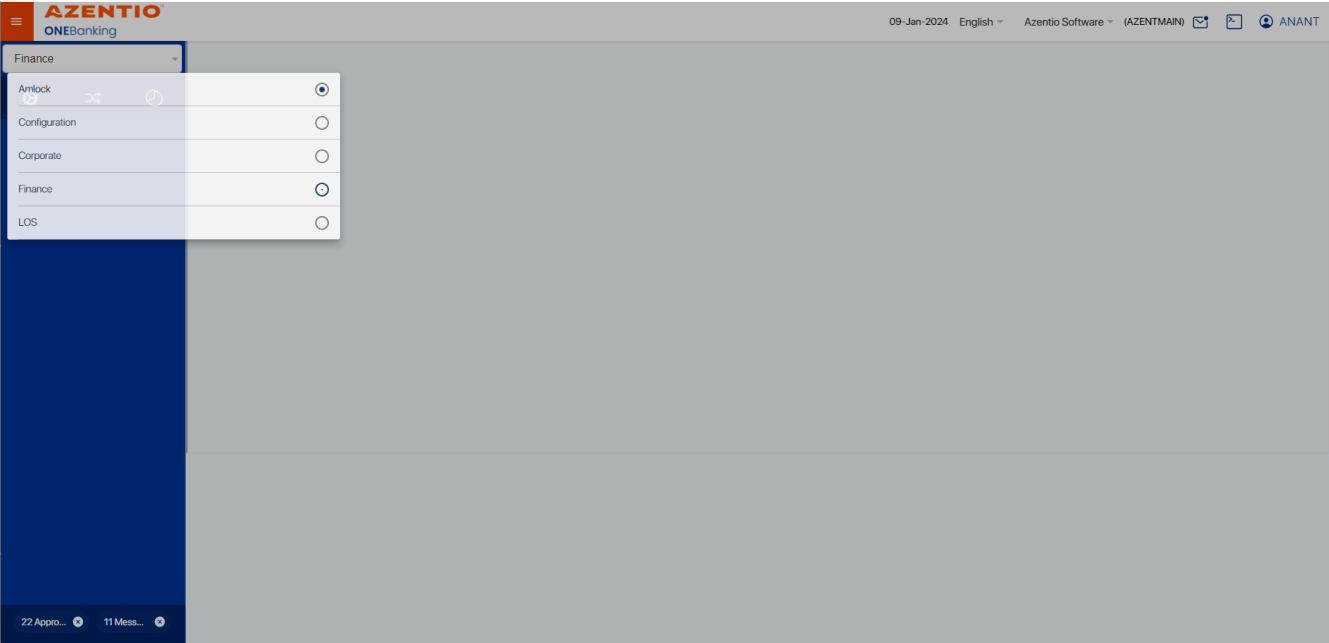 AZENTIO
ONEBanking
09-Jan-2024 English Azentio Software (AZENTMAIN) ANANT
Finance
Amlock
Configuration
Corporate
Finance
LOS
22 Appro... 11 Mess...